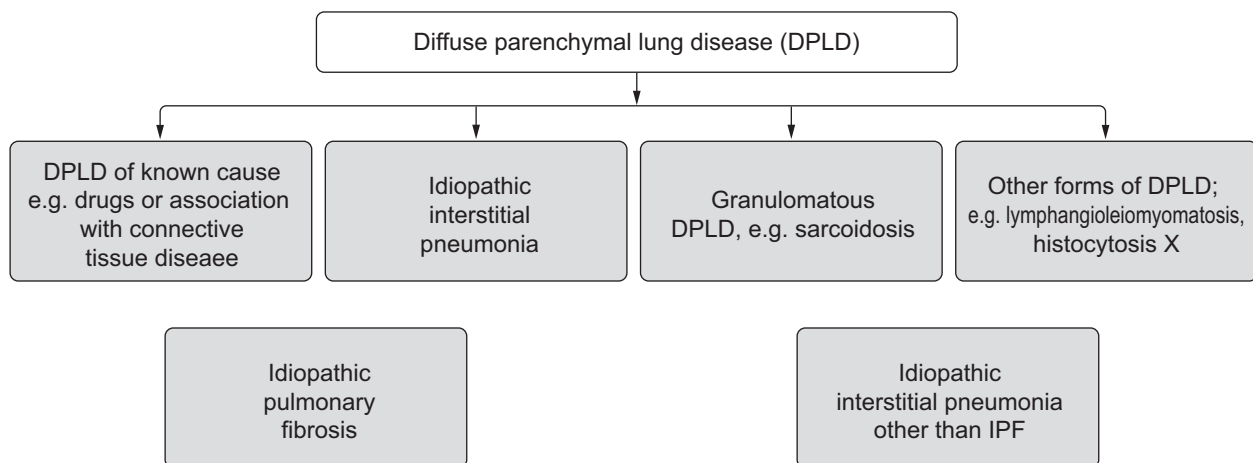 Diffuse parenchymal lung disease (DPLD)
DPLD of known cause
e.g. drugs or association
with connective
tissue diseaee
Idiopathic
interstitial
pneumonia
Granulomatous
DPLD, e.g. sarcoidosis
Other forms of DPLD;
e.g. lymphangioleiomyomatosis,
histocytosis X
Idiopathic
pulmonary
fibrosis
Idiopathic
interstitial pneumonia
other than IPF